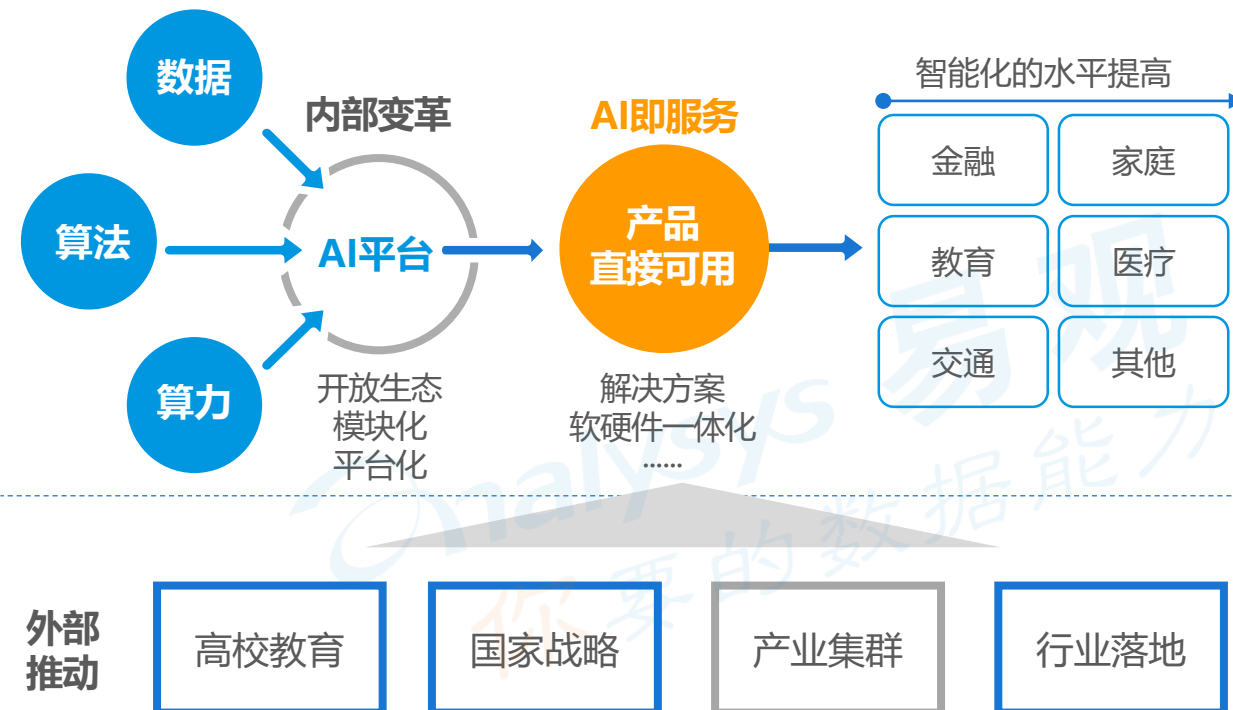 数据
算法
算力
内部变革
AI平台
开放生态
模块化
平台化
AI即服务
产品
直接可用
解决方案
软硬件一体化
......
智能化的水平提高
金融
家庭
教育
医疗
交通
其他
外部
推动
高校教育
国家战略
产业集群
行业落地
analysys 易观
你要的数据能力